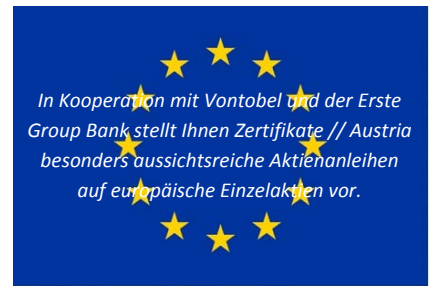 In Kooperation mit Vontobel und der Erste
Group Bank stellt Ihnen Zertifikate // Austria
besonders aussichtsreiche Aktienanleihen
auf europäische Einzelaktien vor.